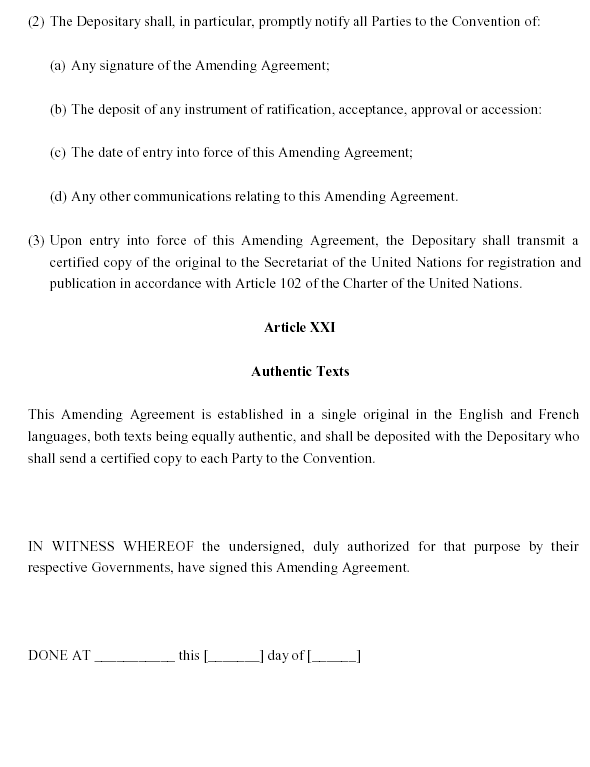 (2) The Depositary shall, in particular, promptly notify all Parties to the Convention of:
(a) Any signature of the Amending Agreement;
(b) The deposit of any instrument of ratification, acceptance, approval or accession:
(c) The date of entry into force of this Amending Agreement;
(d) Any other communications relating to this Amending Agreement.
(3) Upon entry into force of this Amending Agreement, the Depositary shall transmit a
certified copy of the original to the Secretariat of the United Nations for registration and
publication in accordance with Article 102 of the Charter of the United Nations.
Article XXI
Authentic Texts
This Amending Agreement is established in a single original in the English and French
languages, both texts being equally authentic, and shall be deposited with the Depositary who
shall send a certified copy to each Party to the Convention.
IN WITNESS WHEREOF the undersigned, duly authorized for that purpose by their
respective Governments, have signed this Amending Agreement.
DONE AT ___________ this [_______] day of [______]